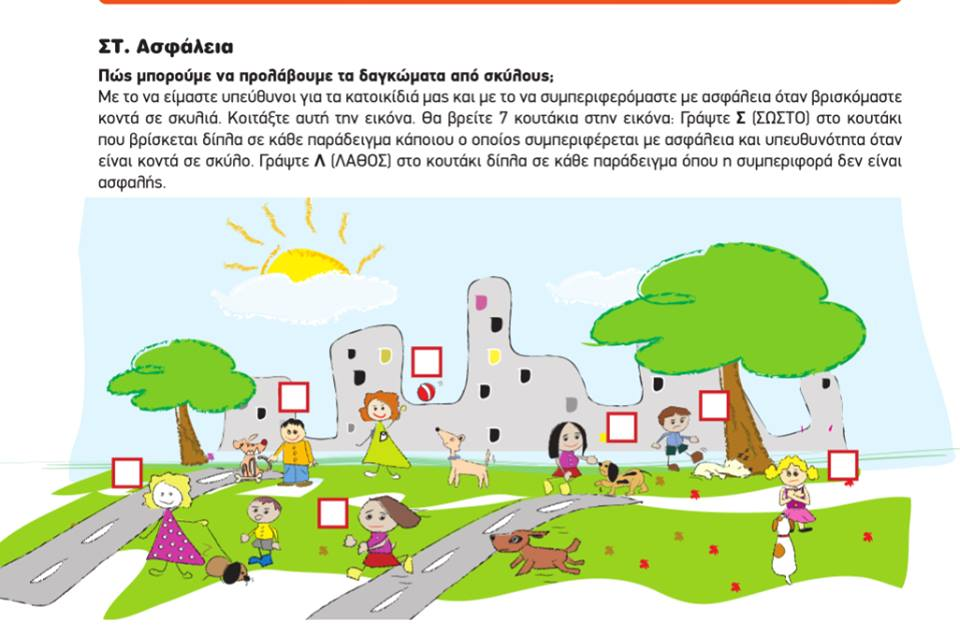 ΣΤ. Ασφάλεια
Πώς μπορούμε να προλάβουμε τα δαγκώματα από σκύλους;
Με το να είμαστε υπεύθυνοι για τα κατοικίδιά μας και με το να συμπεριφερόμαστε με ασφάλεια όταν βρισκόμαστε
κοντά σε σκυλιά. Κοιτάξτε αυτή την εικόνα. Θα βρείτε 7 κουτάκια στην εικόνα: Γράψτε Σ (ΣΩΣΤΟ) στο κουτάκι
που βρίσκεται δίπλα σε κάθε παράδειγμα κάποιου ο οποίος συμπεριφέρεται με ασφάλεια και υπευθυνότητα όταν
είναι κοντά σε σκύλο. Γράψτε Λ (ΛΑΘΟΣ) στο κουτάκι δίπλα σε κάθε παράδειγμα όπου η συμπεριφορά δεν είναι
ασφαλής.